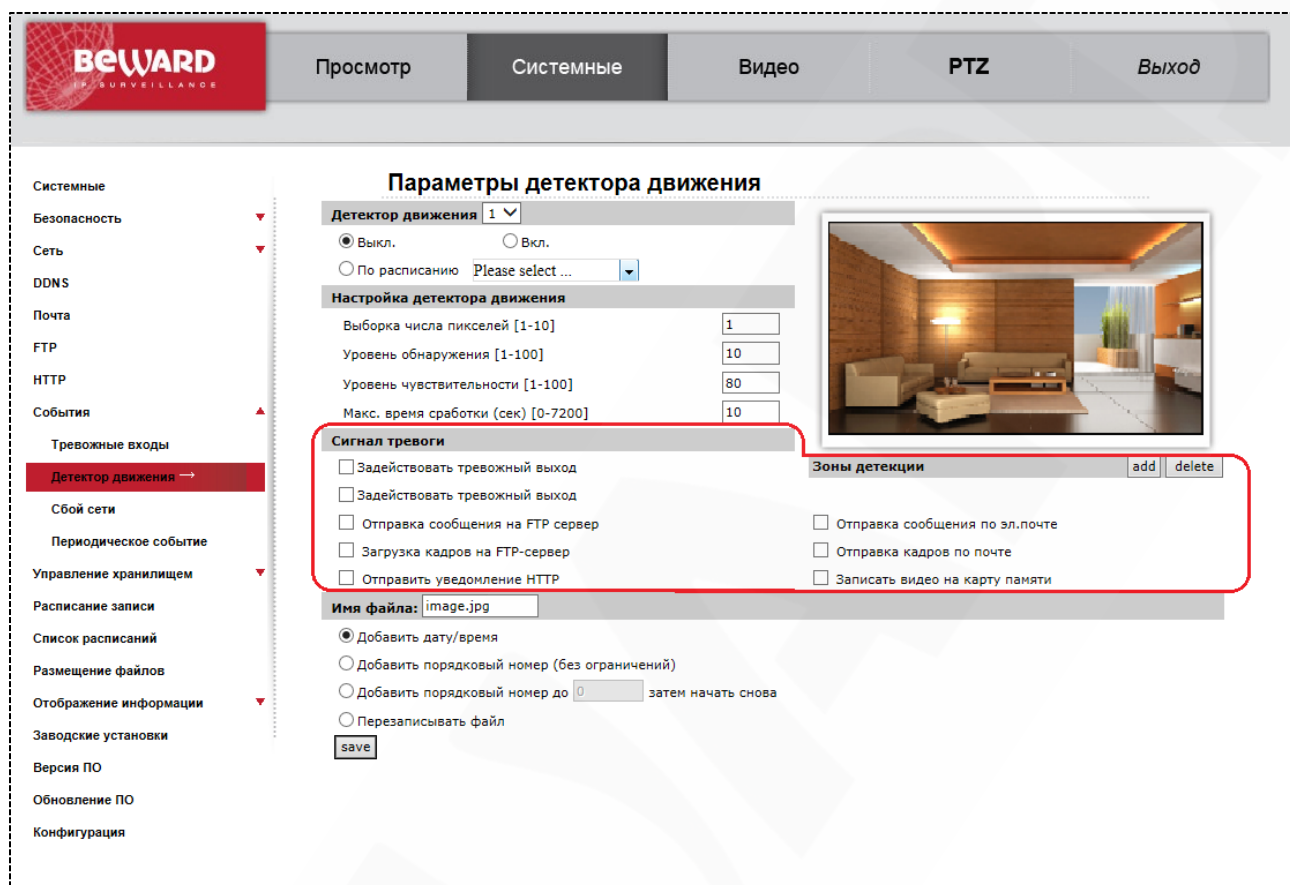 BEWARD
IP SURVEILLANCE
Просмотр
Системные
Видео
PTZ
Выход
Системные
Безопасность
Сеть
DDNS
Почта
FTP
HTTP
События
Тревожные входы
Детектор движения →
Сбой сети
Периодическое событие
Управление хранилищем
Расписание записи
Список расписаний
Размещение файлов
Отображение информации
Заводские установки
Версия ПО
Обновление ПО
Конфигурация
Параметры детектора движения
Детектор движения 1
Выкл. Вкл.
По расписанию Please select ...
Настройка детектора движения
Выборка числа пикселей [1-10] 1
Уровень обнаружения [1-100] 10
Уровень чувствительности [1-100] 80
Макс. время сработки (сек) [0-7200] 10
Сигнал тревоги
Зоны детекции add delete
Задействовать тревожный выход
Задействовать тревожный выход
Отправка сообщения на FTP сервер Отправка сообщения по эл.почте
Загрузка кадров на FTP-сервер Отправка кадров по почте
Отправить уведомление HTTP Записать видео на карту памяти
Имя файла: image.jpg
Добавить дату/время
Добавить порядковый номер (без ограничений)
Добавить порядковый номер до 0 затем начать снова
Перезаписывать файл
save